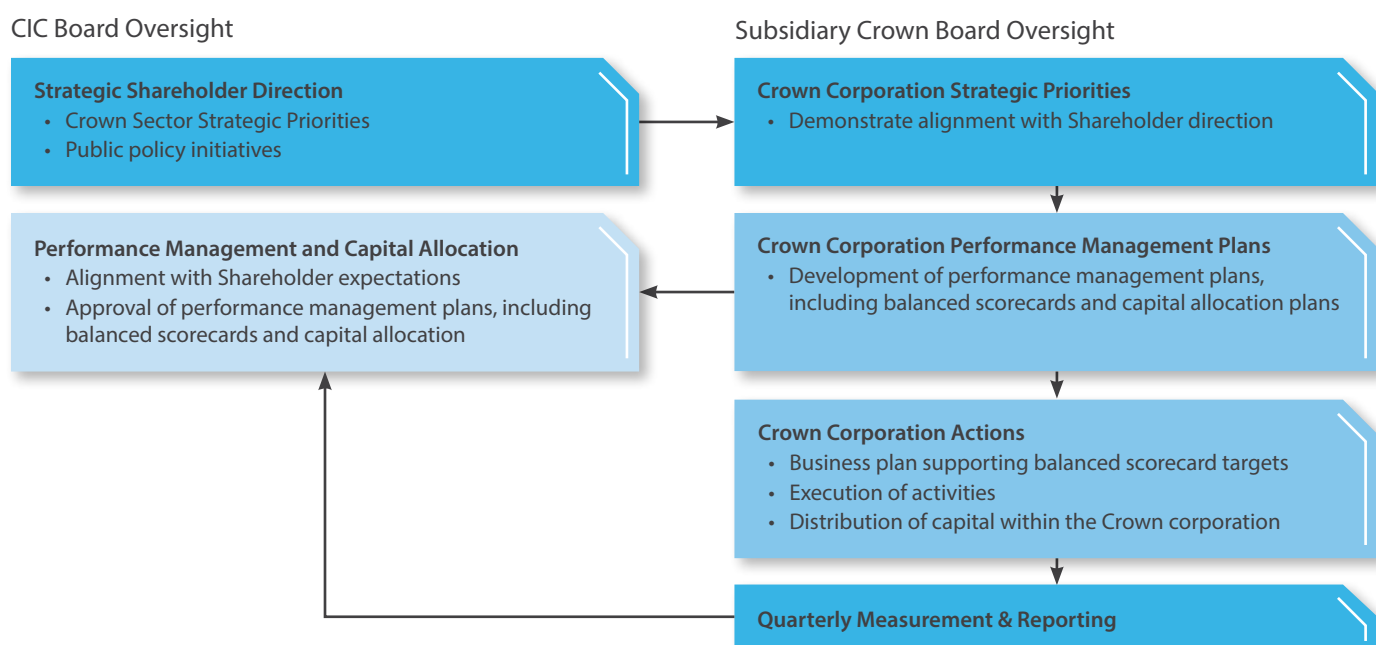 CIC Board Oversight
Strategic Shareholder Direction
• Crown Sector Strategic Priorities
• Public policy initiatives
Performance Management and Capital Allocation
• Alignment with Shareholder expectations
• Approval of performance management plans, including
balanced scorecards and capital allocation
Subsidiary Crown Board Oversight
Crown Corporation Strategic Priorities
• Demonstrate alignment with Shareholder direction
Crown Corporation Performance Management Plans
• Development of performance management plans,
including balanced scorecards and capital allocation plans
Crown Corporation Actions
• Business plan supporting balanced scorecard targets
• Execution of activities
• Distribution of capital within the Crown corporation
Quarterly Measurement & Reporting